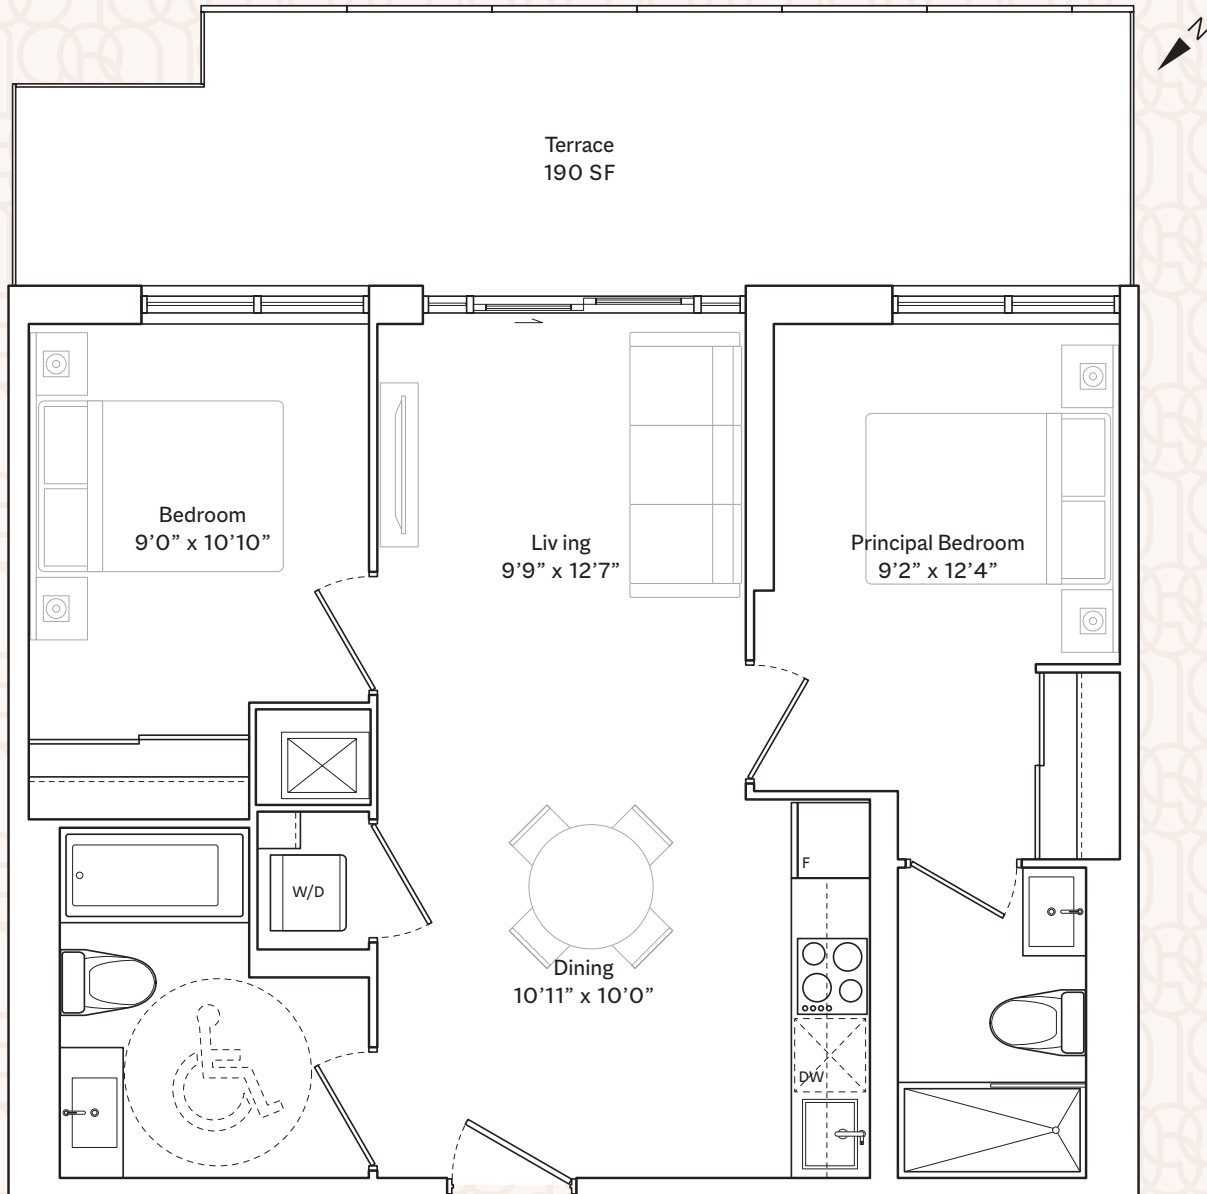 N
Terrace
190 SF
Bedroom
9’0” x 10’10”
Liv ing
9’9” x 12’7”
Principal Bedroom
9’2” x 12’4”
F
W/D
Dining
10’11” x 10’0”
DW